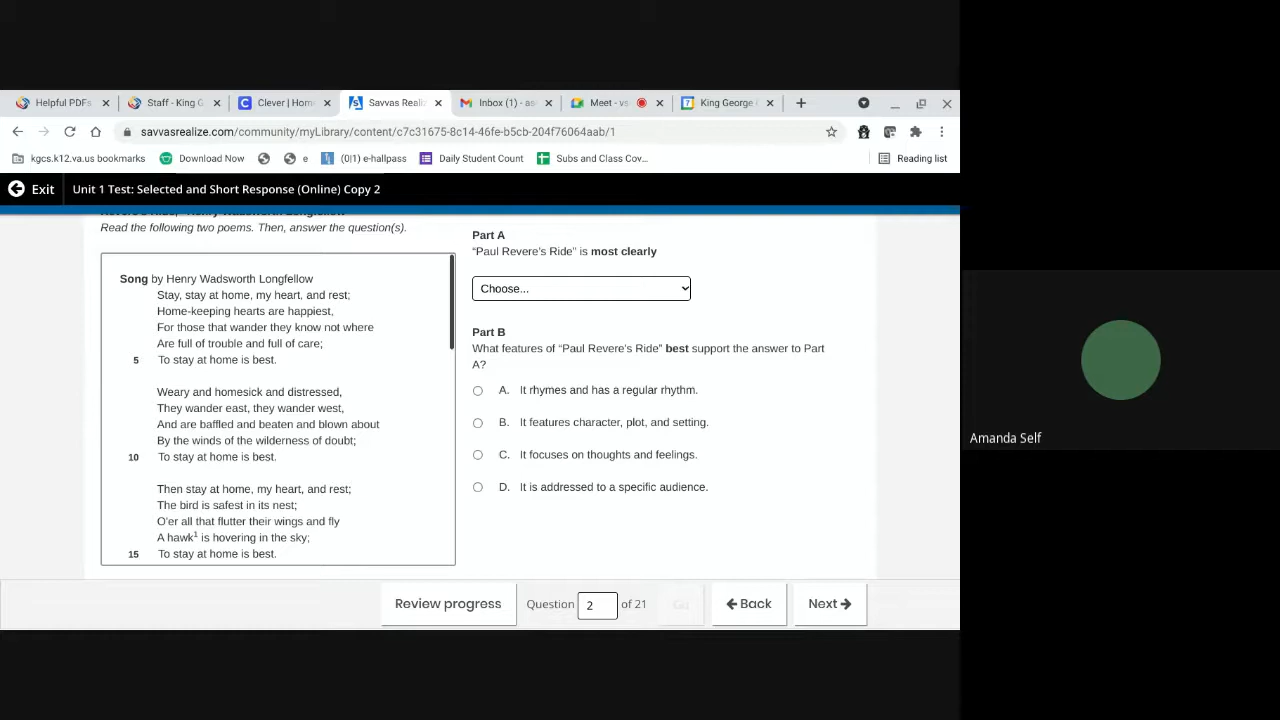 Helpful PDFs
Staff - King G
Clever | Hom
Savvas Reali
Inbox (1) - as
Meet - vs
King George
savvasrealize.com/community/myLibrary/content/c7c31675-8c14-46fe-b5cb-204f76064aab/1
kgcs.k12.va.us bookmarks
Download Now
e
(0|1) e-hallpass
Daily Student Count
Subs and Class Cov...
Reading list
Exit
Unit 1 Test: Selected and Short Response (Online) Copy 2
Revere's Ride," Henry Wadsworth Longfellow
Read the following two poems. Then, answer the question(s).
Song by Henry Wadsworth Longfellow
Stay, stay at home, my heart, and rest;
Home-keeping hearts are happiest,
For those that wander they know not where
Are full of trouble and full of care;
5 To stay at home is best.
Weary and homesick and distressed,
They wander east, they wander west,
And are baffled and beaten and blown about
By the winds of the wilderness of doubt;
10 To stay at home is best.
Then stay at home, my heart, and rest;
The bird is safest in its nest;
O'er all that flutter their wings and fly
A hawk1 is hovering in the sky;
15 To stay at home is best.
Part A
“Paul Revere's Ride” is most clearly
Choose...
Part B
What features of “Paul Revere's Ride” best support the answer to Part
A?
A. It rhymes and has a regular rhythm.
B. It features character, plot, and setting.
C. It focuses on thoughts and feelings.
D. It is addressed to a specific audience.
Review progress
Question 2 of 21
Go
Back
Next
Amanda Self